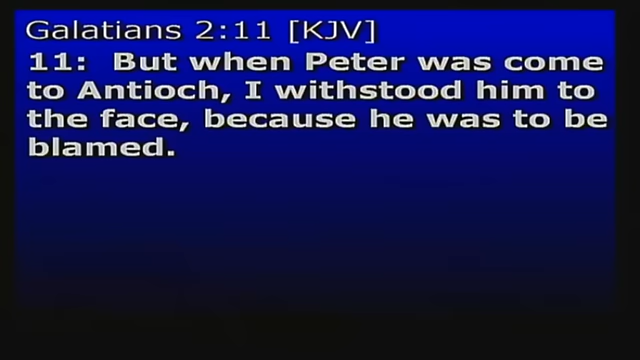 Galatians 2:11 [KJV]
11:  But when Peter was come
to Antioch, I withstood him to
the face, because he was to be
blamed.